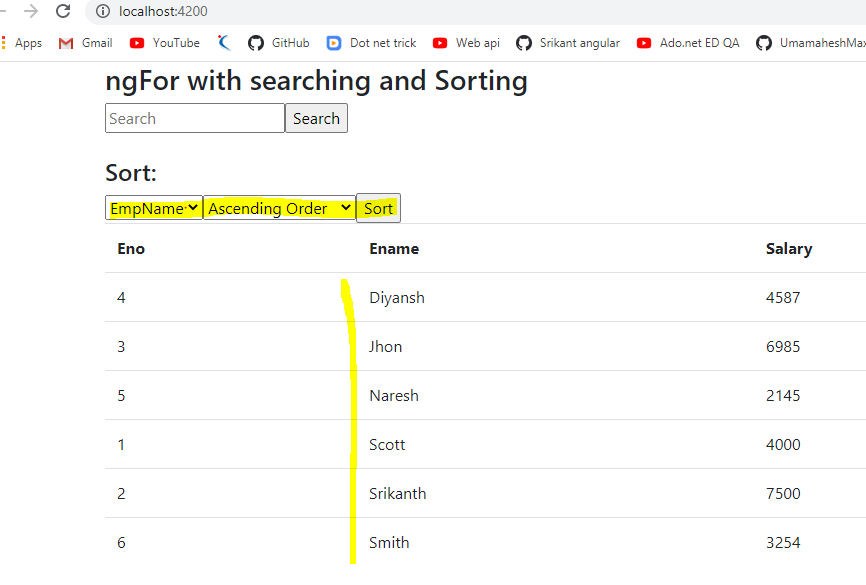 localhost:4200
Apps Gmail YouTube GitHub Dot net trick Web api Srikant angular Ado.net ED QA UmamaheshMax
ngFor with searching and Sorting
Search Search
Sort:
EmpName Ascending Order Sort
Eno Ename Salary
4 Diyansh 4587
3 Jhon 6985
5 Naresh 2145
1 Scott 4000
2 Srikanth 7500
6 Smith 3254